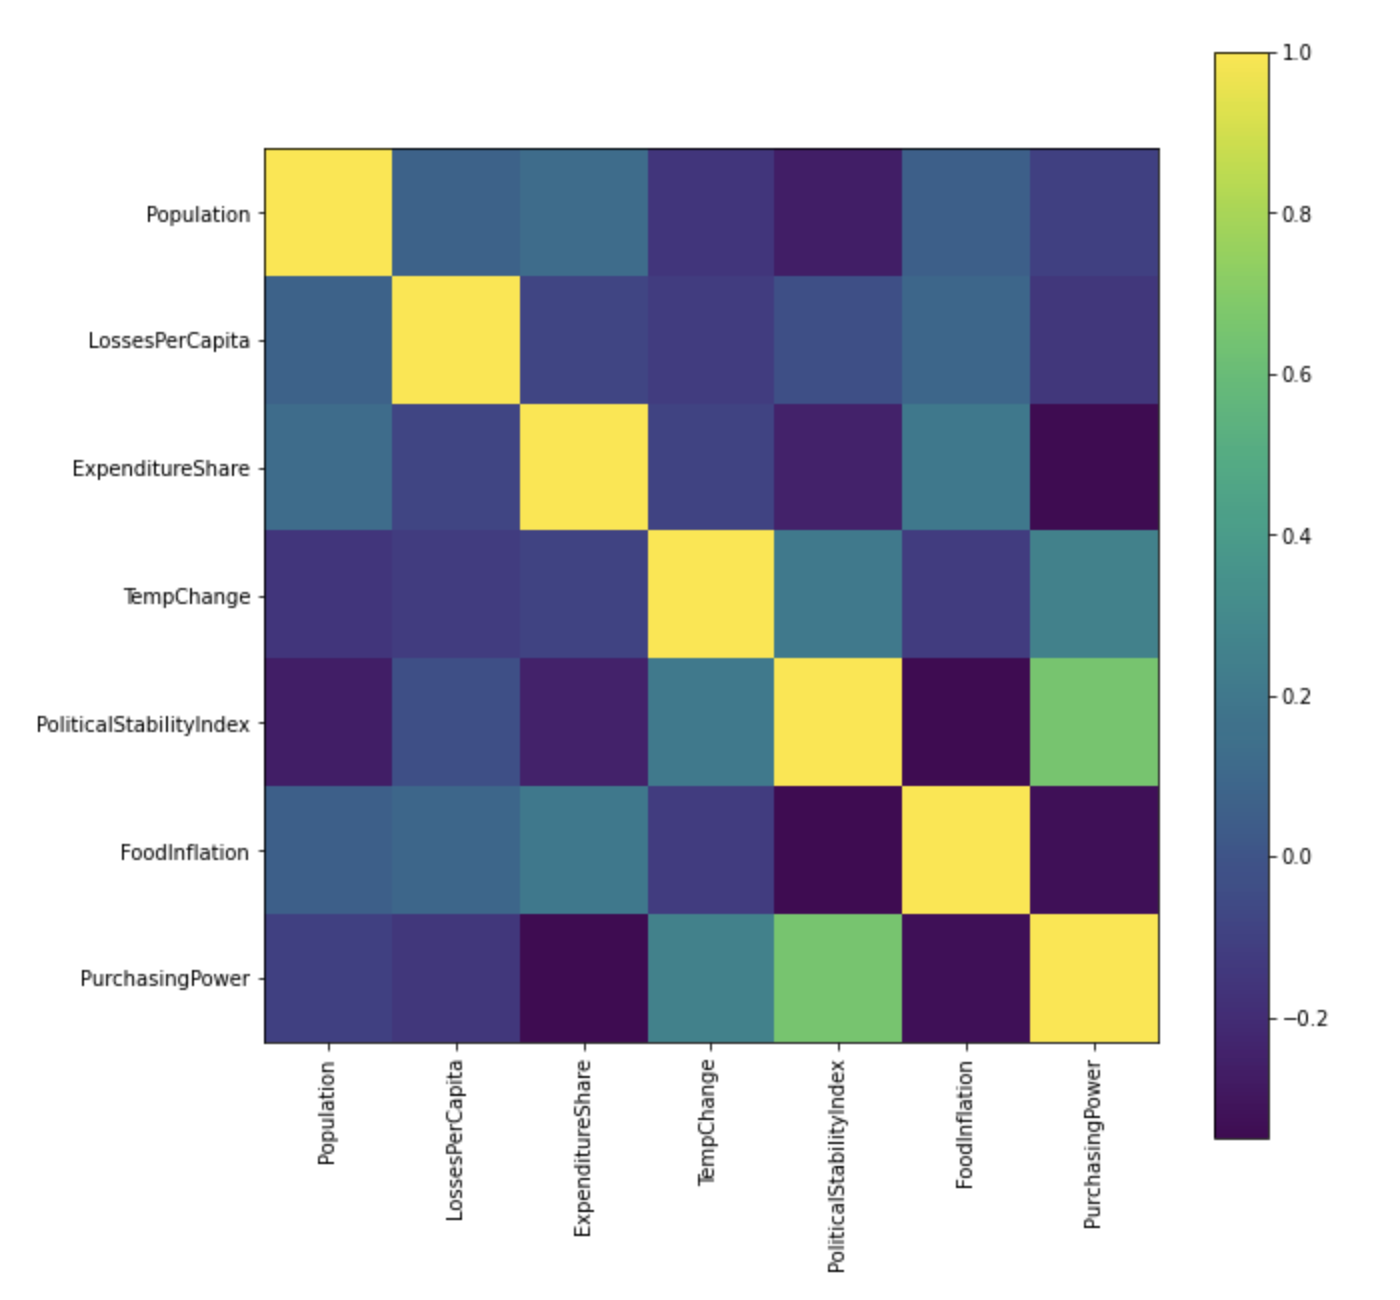 Population
LossesPerCapita
ExpenditureShare
TempChange
PoliticalStabilityIndex
FoodInflation
PurchasingPower
Population
LossesPerCapita
ExpenditureShare
TempChange
PoliticalStabilityIndex
FoodInflation
PurchasingPower
1.0
0.8
0.6
0.4
0.2
0.0
−0.2